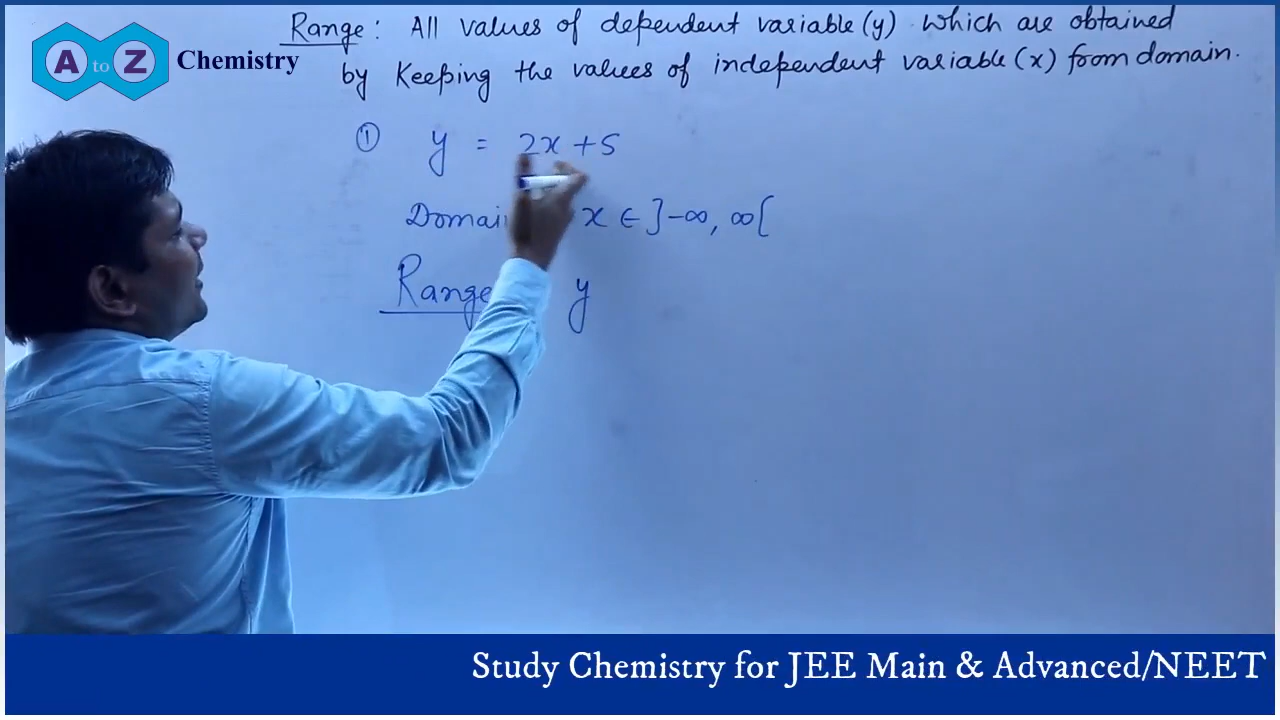 A to Z Chemistry
Range : All values of dependent variable (y) which are obtained
by Keeping the values of independent variable (x) from domain.
① y = 2x + 5
Domain x ∈ ]-∞, ∞[
Range y
Study Chemistry for JEE Main & Advanced/NEET